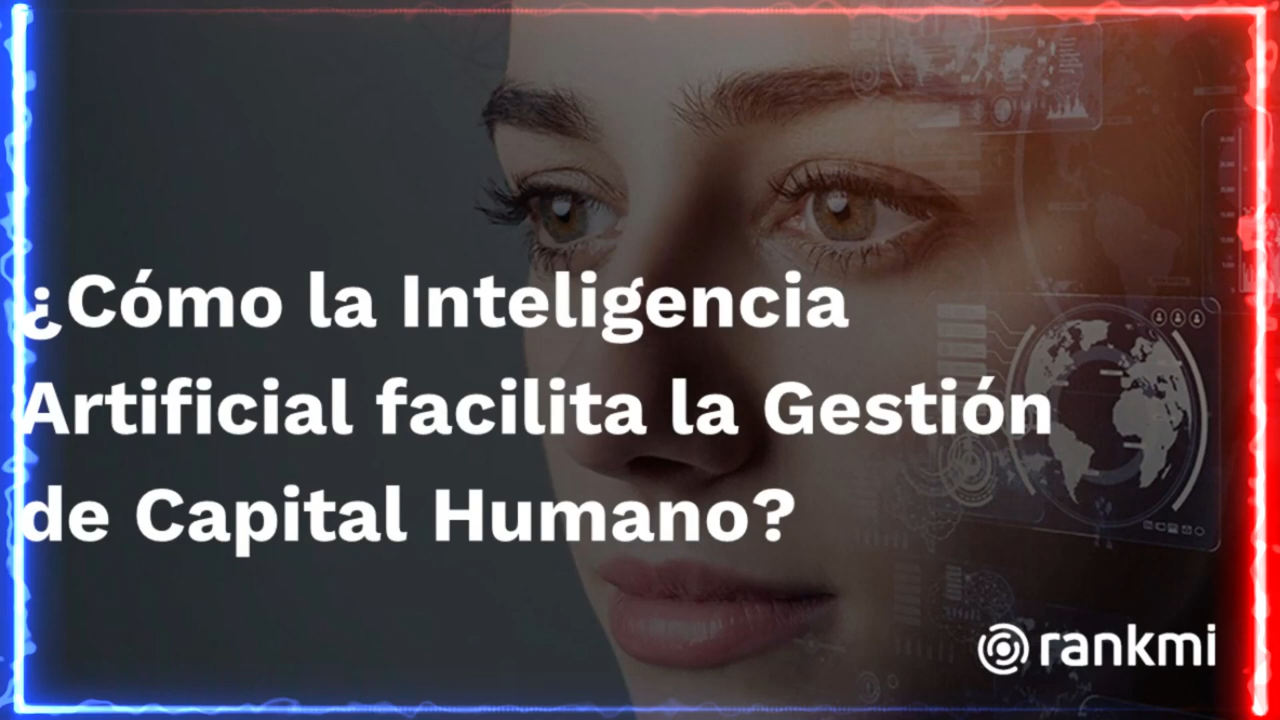 ¿Cómo la Inteligencia
Artificial facilita la Gestión
de Capital Humano?
rankmi